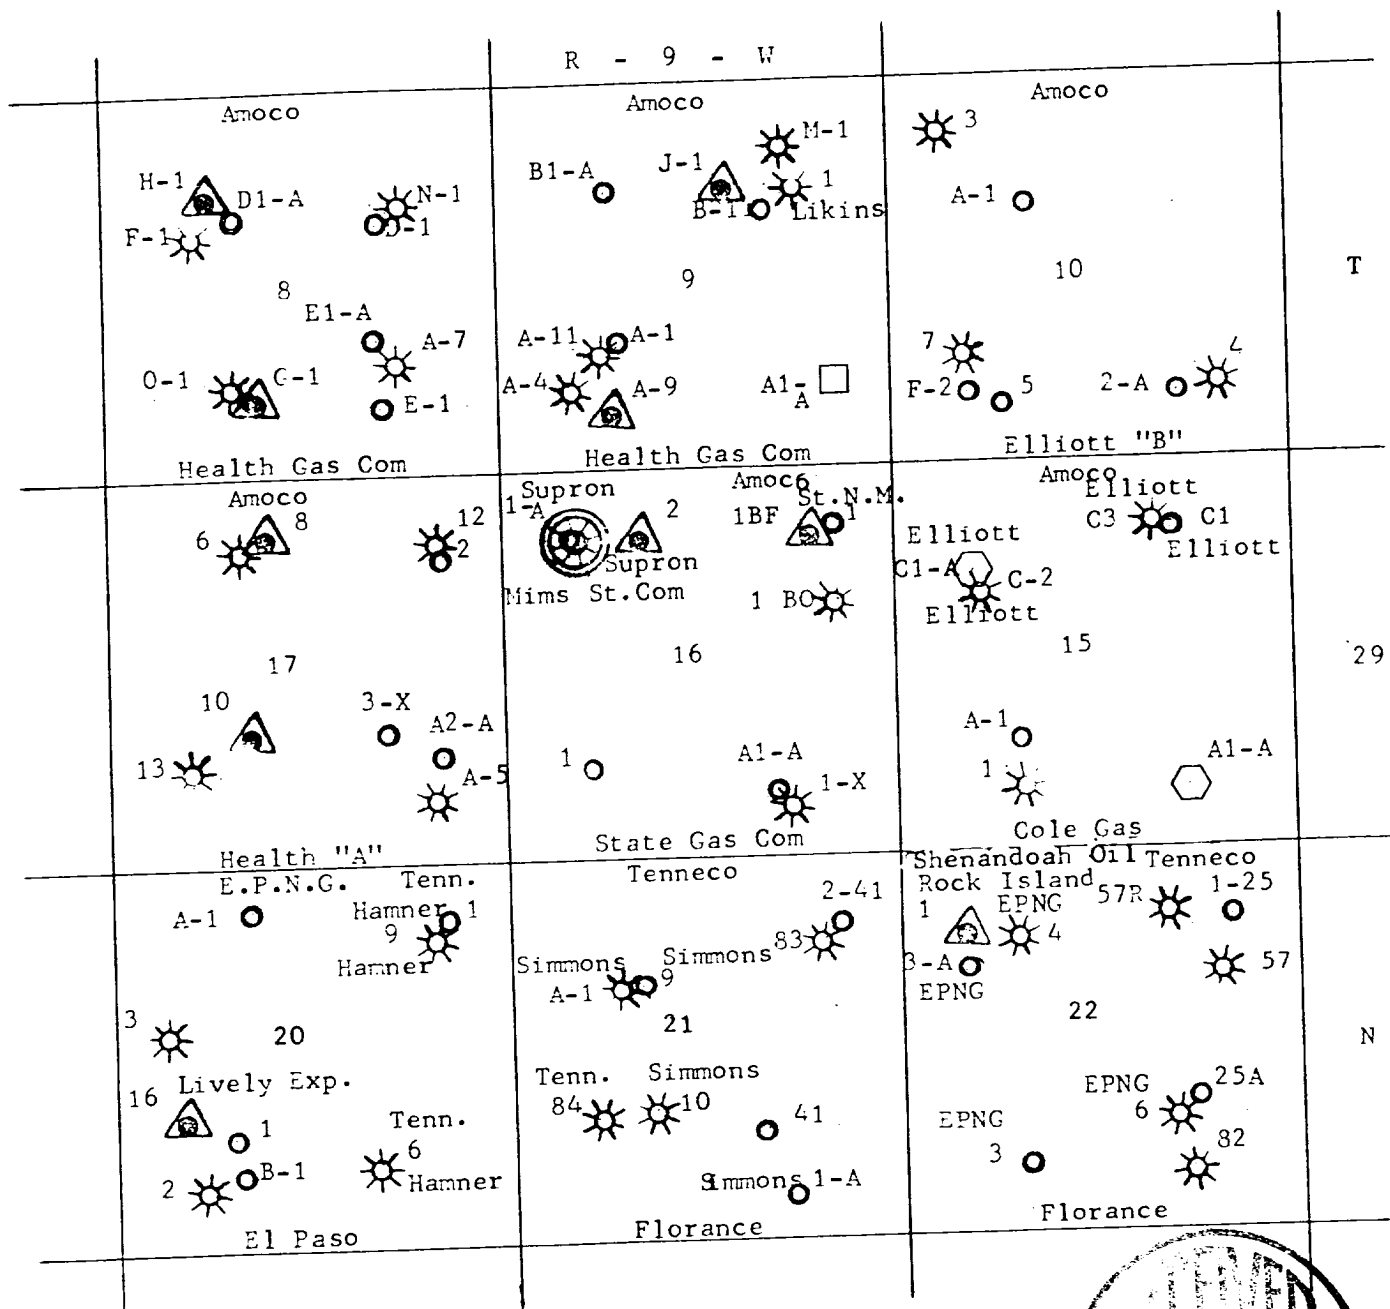 R - 9 - W
Amoco
H-1
D1-A
N-1
F-1
D-1
8
E1-A
A-7
O-1
G-1
E-1
Health Gas Com
Amoco
M-1
B1-A
J-1
1
B-11
Likins
9
A-11
A-1
A-4
A-9
A1-
A
Health Gas Com
Amoco
3
A-1
10
7
4
F-2
5
2-A
Elliott "B"
T
Amoco
6
8
12
2
17
10
3-X
A2-A
13
A-5
Health "A"
Supron
1-A
2
Supron
Mims St.Com
Amoco
St.N.M.
1BF
1
1 BO
16
1
A1-A
1-X
State Gas Com
Amoco
Elliott
C3
C1
Elliott
Elliott
C1-A
C-2
Elliott
15
A-1
A1-A
1
Cole Gas
29
E.P.N.G.
Tenn.
A-1
Hamner
1
9
Hamner
3
20
Lively Exp.
16
1
Tenn.
6
B-1
2
Hamner
El Paso
Tenneco
2-41
83
Simmons
Simmons
A-1
9
21
Tenn.
Simmons
84
10
41
Simmons 1-A
Florance
Shenandoah Oil
Tenneco
Rock Island
57R
1-25
1
EPNG
4
3-A
EPNG
57
22
EPNG
25A
6
EPNG
3
82
Florance
N